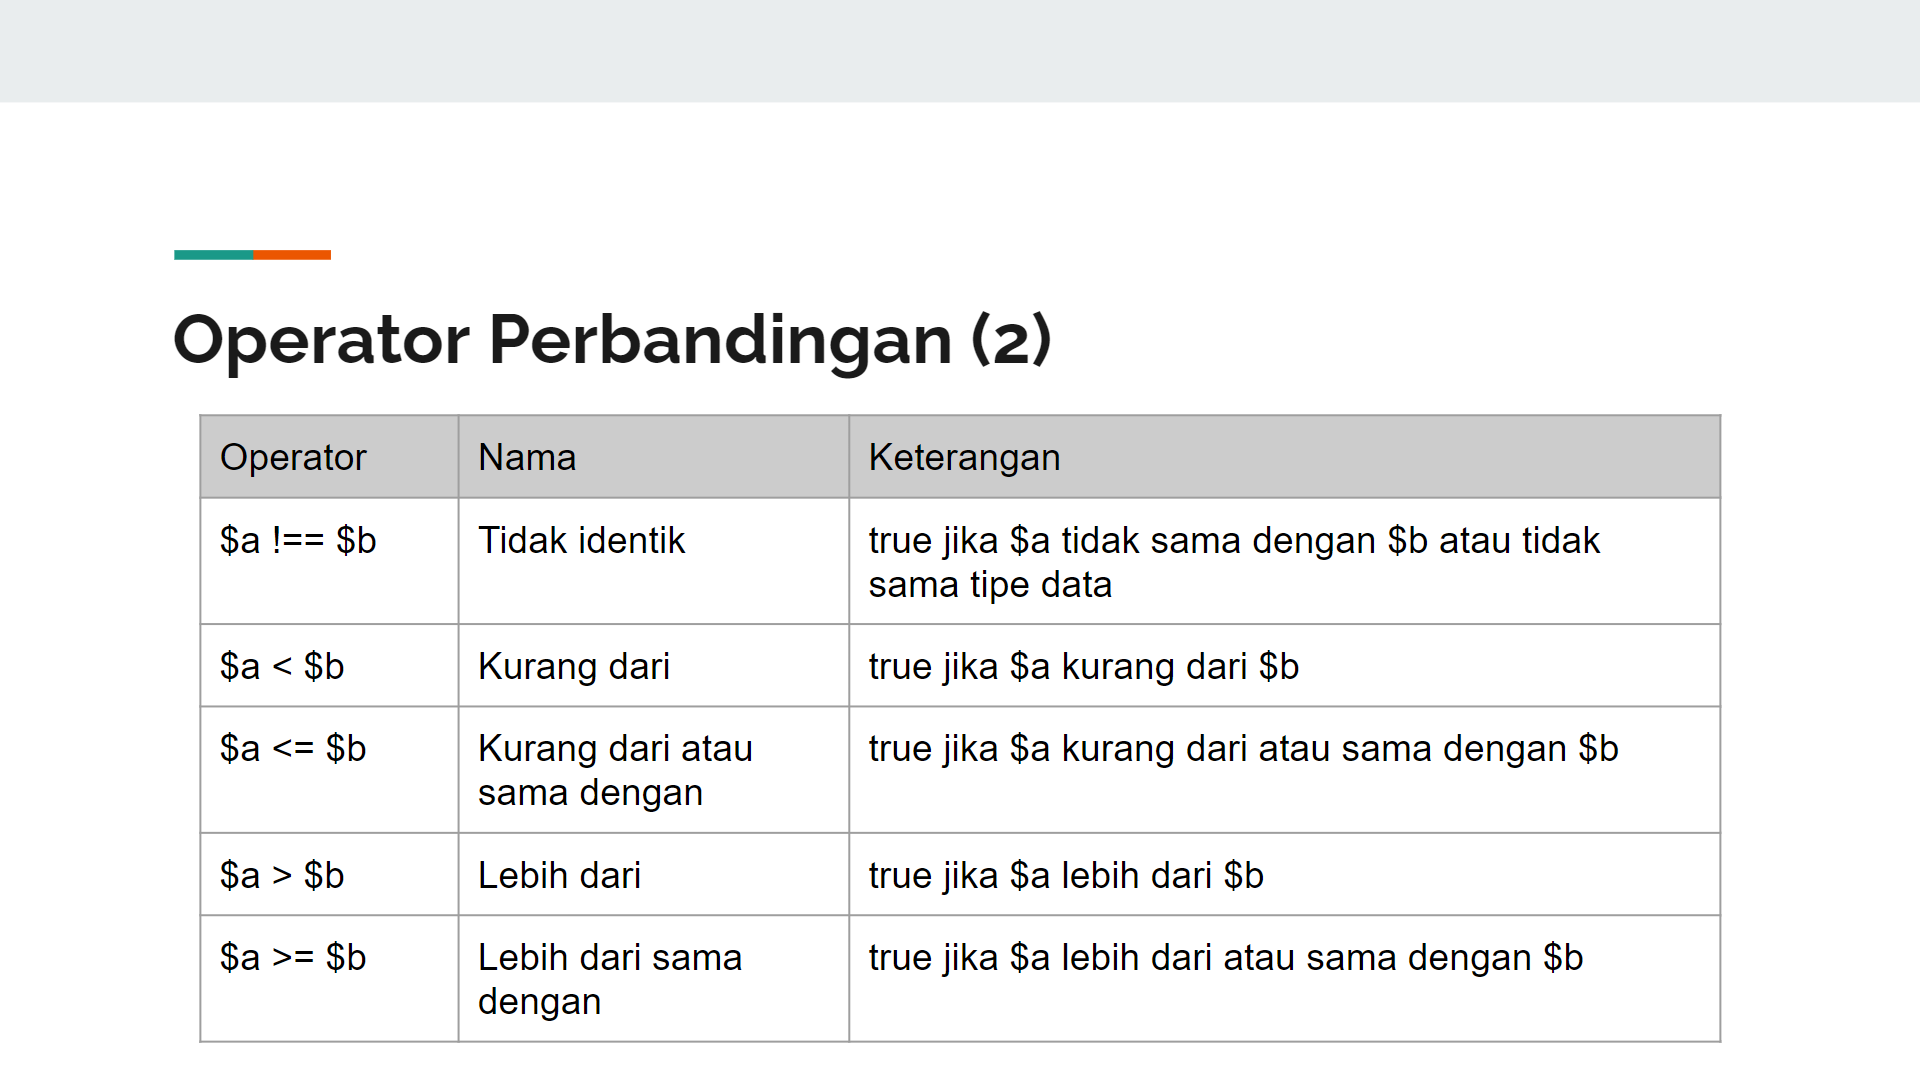 Operator Perbandingan (2)
Operator Nama Keterangan
$a !== $b Tidak identik true jika $a tidak sama dengan $b atau tidak
sama tipe data
$a < $b Kurang dari true jika $a kurang dari $b
$a <= $b Kurang dari atau true jika $a kurang dari atau sama dengan $b
sama dengan
$a > $b Lebih dari true jika $a lebih dari $b
$a >= $b Lebih dari sama true jika $a lebih dari atau sama dengan $b
dengan